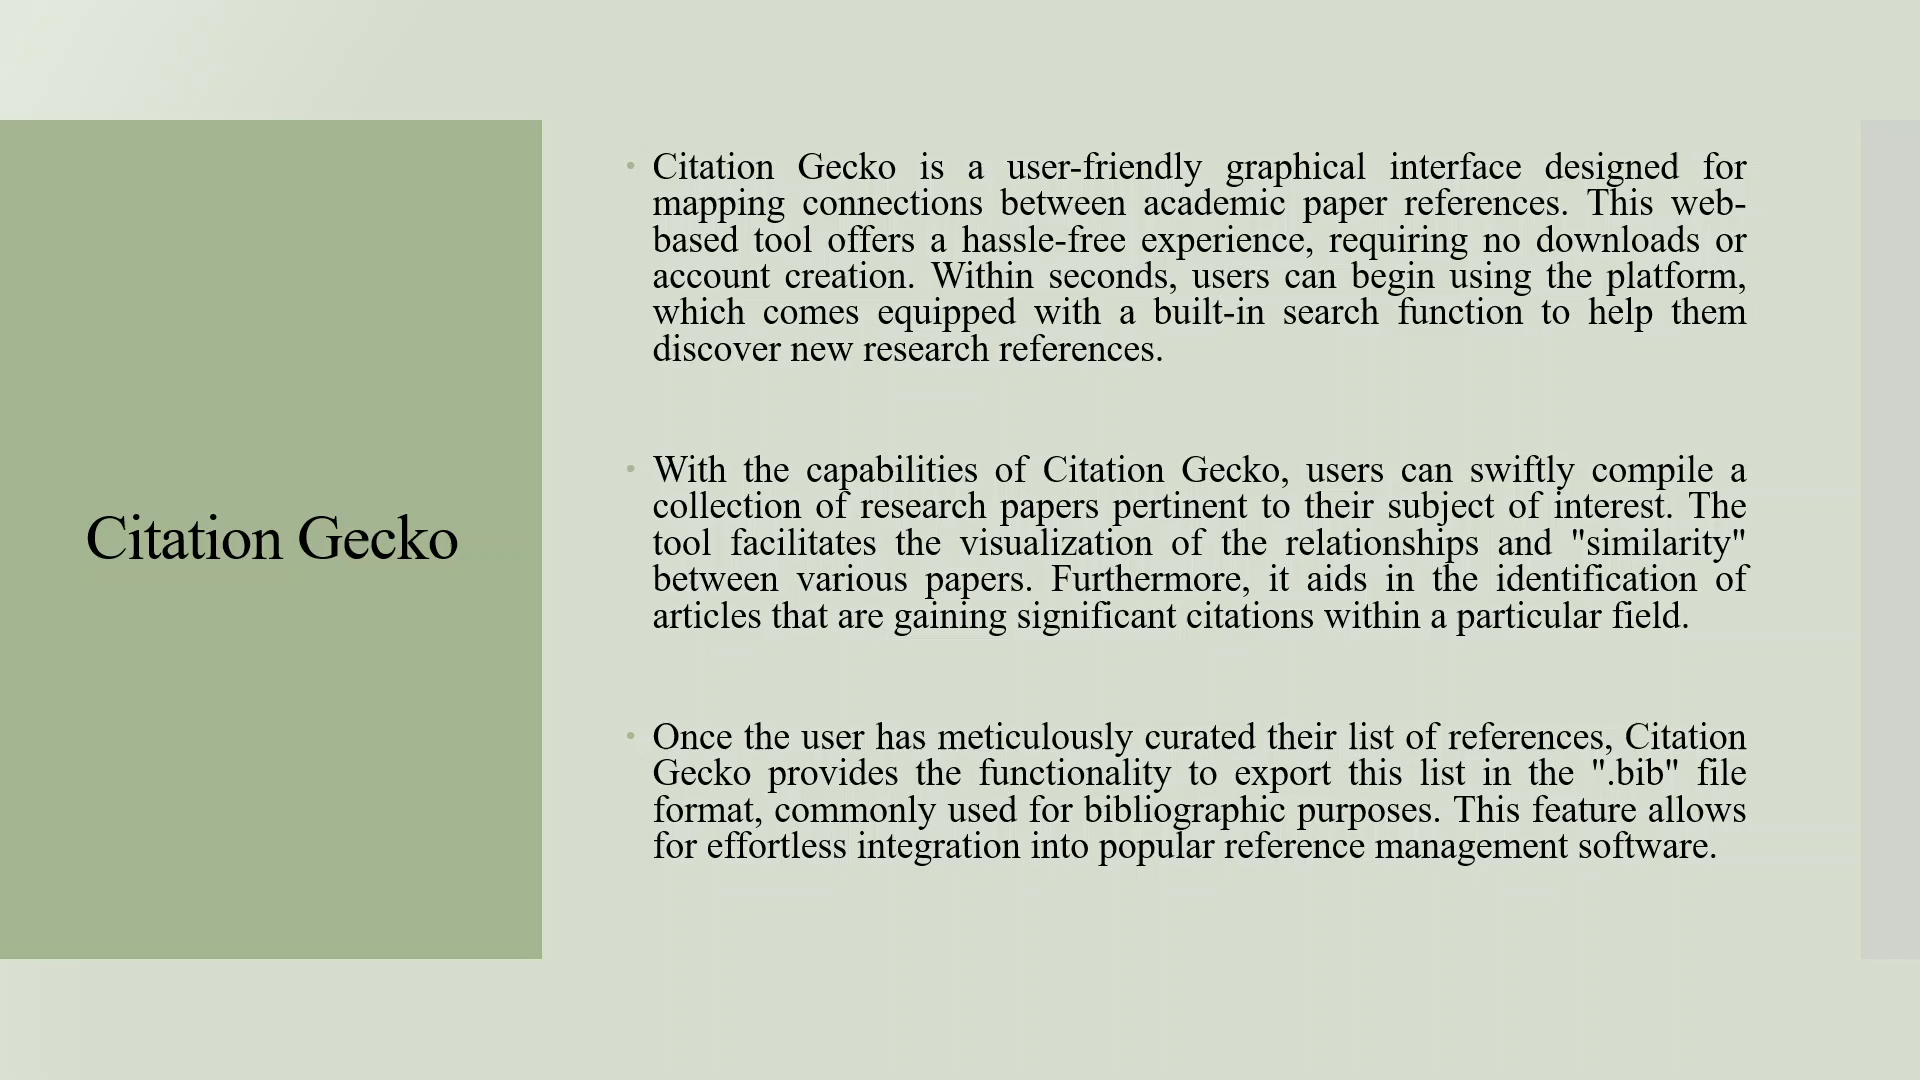 Citation Gecko
• Citation Gecko is a user-friendly graphical interface designed for
mapping connections between academic paper references. This web-
based tool offers a hassle-free experience, requiring no downloads or
account creation. Within seconds, users can begin using the platform,
which comes equipped with a built-in search function to help them
discover new research references.
• With the capabilities of Citation Gecko, users can swiftly compile a
collection of research papers pertinent to their subject of interest. The
tool facilitates the visualization of the relationships and "similarity"
between various papers. Furthermore, it aids in the identification of
articles that are gaining significant citations within a particular field.
• Once the user has meticulously curated their list of references, Citation
Gecko provides the functionality to export this list in the ".bib" file
format, commonly used for bibliographic purposes. This feature allows
for effortless integration into popular reference management software.